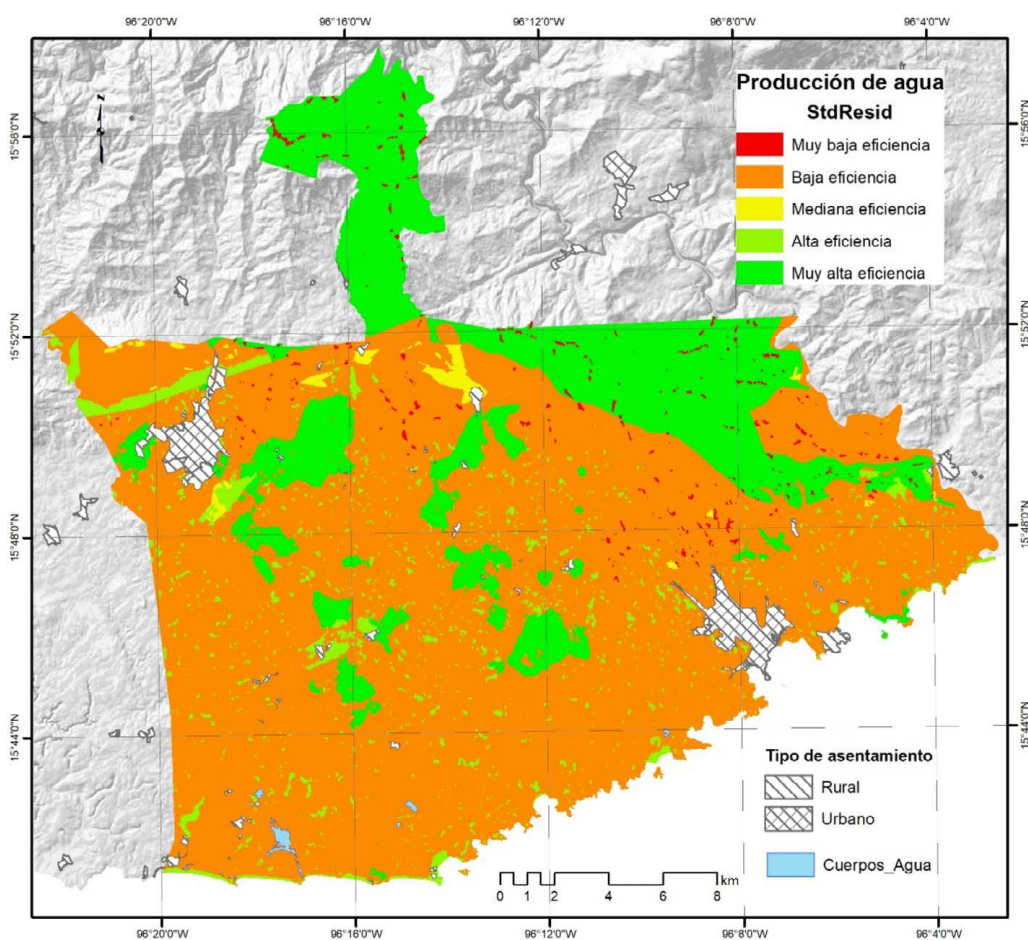 96°20'0"W 96°16'0"W 96°12'0"W 96°8'0"W 96°4'0"W
Producción de agua
StdResid
Muy baja eficiencia
Baja eficiencia
Mediana eficiencia
Alta eficiencia
Muy alta eficiencia
15°56'0"N 15°56'0"N
15°52'0"N 15°52'0"N
15°48'0"N 15°48'0"N
15°44'0"N 15°44'0"N
Tipo de asentamiento
Rural
Urbano
Cuerpos_Agua
km
0 1 2 4 6 8
96°20'0"W 96°16'0"W 96°12'0"W 96°8'0"W 96°4'0"W